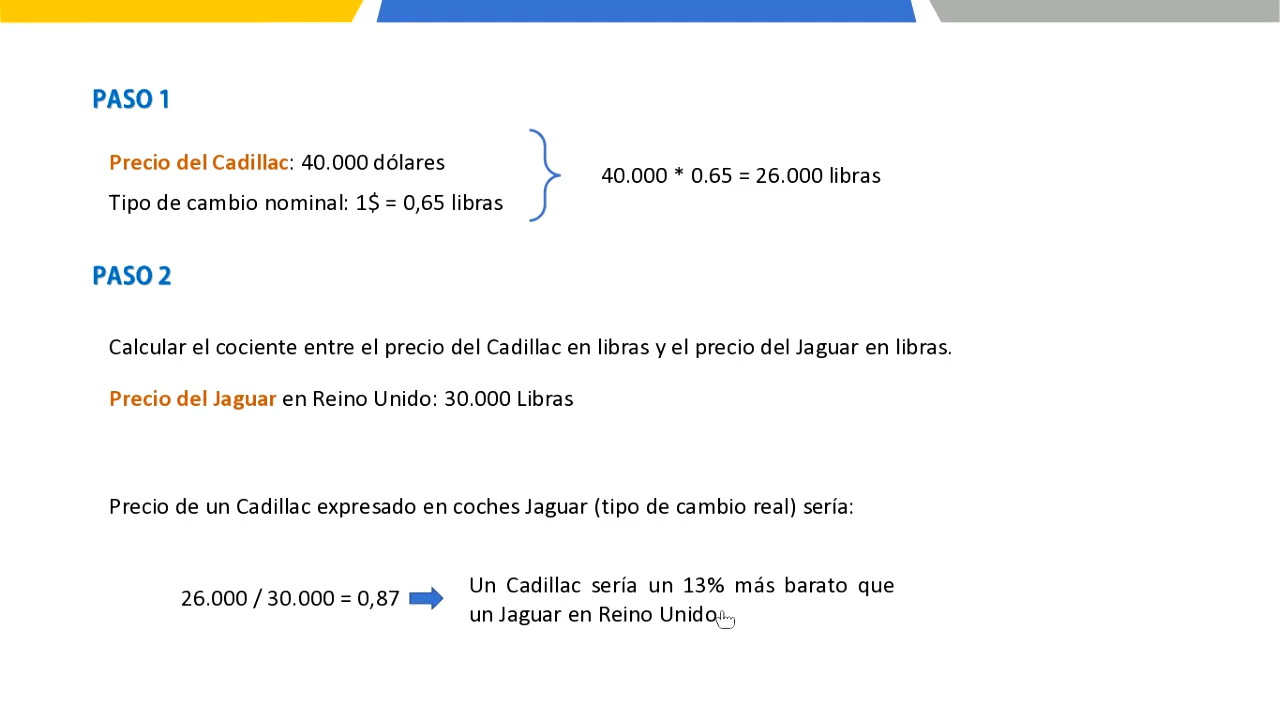 PASO 1
Precio del Cadillac: 40.000 dólares
Tipo de cambio nominal: 1$ = 0,65 libras
40.000 * 0.65 = 26.000 libras
PASO 2
Calcular el cociente entre el precio del Cadillac en libras y el precio del Jaguar en libras.
Precio del Jaguar en Reino Unido: 30.000 Libras
Precio de un Cadillac expresado en coches Jaguar (tipo de cambio real) sería:
26.000 / 30.000 = 0,87
Un Cadillac sería un 13% más barato que
un Jaguar en Reino Unido